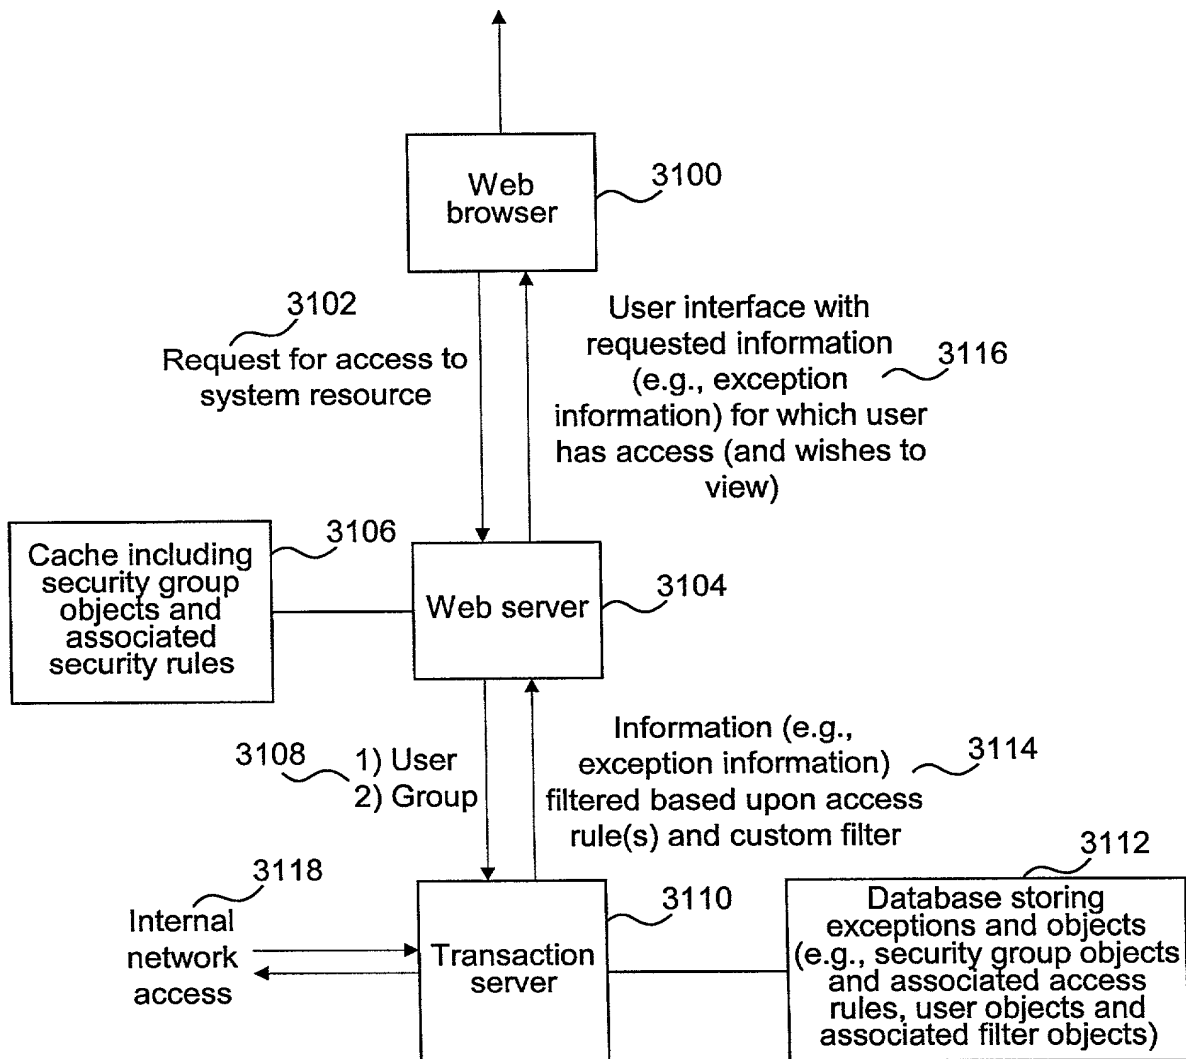 Web
browser
3100
3102
Request for access to
system resource
User interface with
requested information
(e.g., exception
information) for which user
has access (and wishes to
view)
3116
Cache including
security group
objects and
associated
security rules
3106
Web server
3104
3108
1) User
2) Group
Information (e.g.,
exception information)
filtered based upon access
rule(s) and custom filter
3114
3118
Internal
network
access
Transaction
server
3110
3112
Database storing
exceptions and objects
(e.g., security group objects
and associated access
rules, user objects and
associated filter objects)